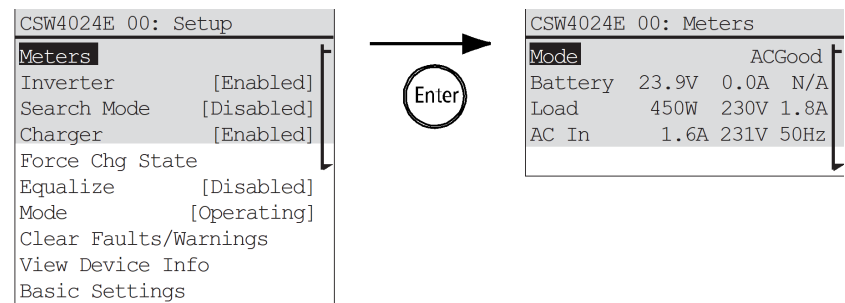 CSW4024E 00: Setup
Meters
Inverter [Enabled]
Search Mode [Disabled]
Charger [Enabled]
Force Chg State
Equalize [Disabled]
Mode [Operating]
Clear Faults/Warnings
View Device Info
Basic Settings
Enter
CSW4024E 00: Meters
Mode ACGood
Battery 23.9V 0.0A N/A
Load 450W 230V 1.8A
AC In 1.6A 231V 50Hz